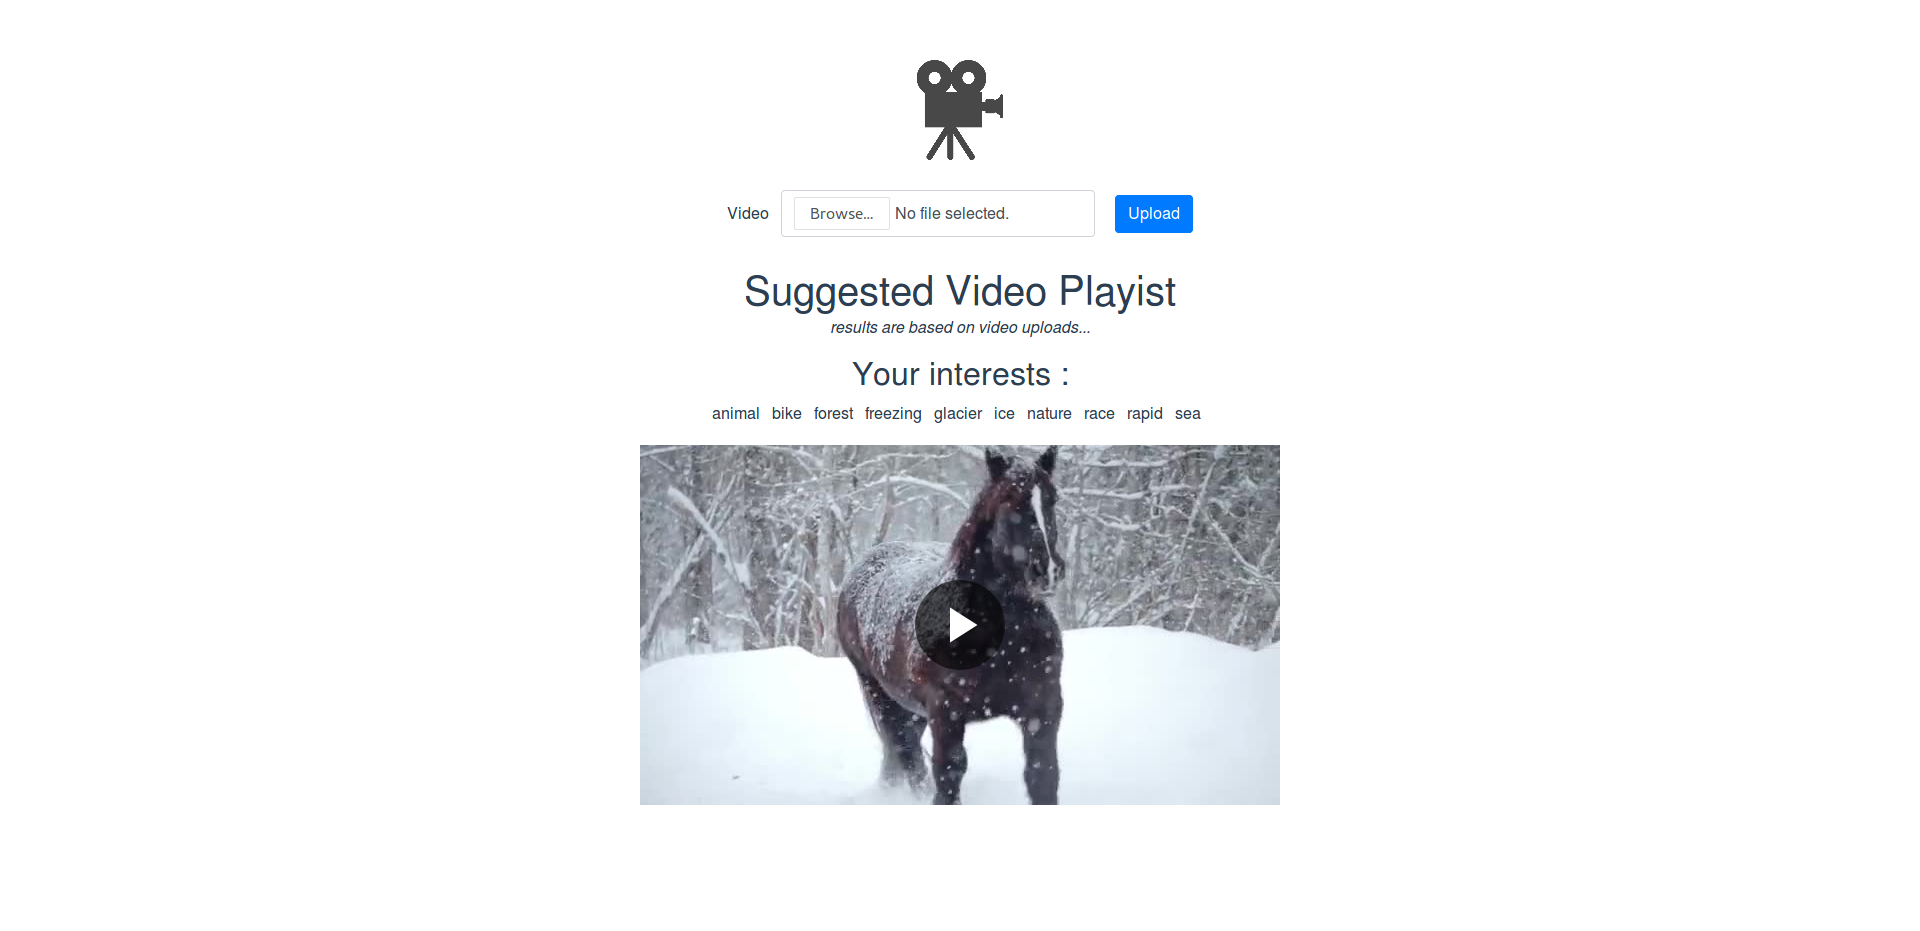 Video Browse... No file selected. Upload
Suggested Video Playist
results are based on video uploads...
Your interests :
animal bike forest freezing glacier ice nature race rapid sea